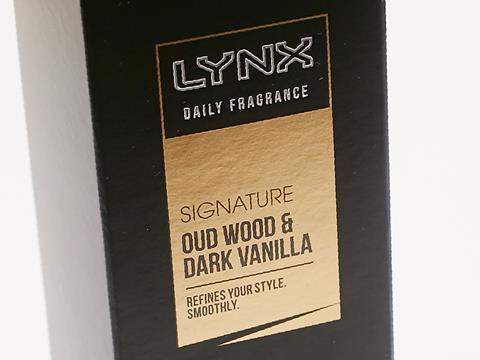 LYNX
DAILY FRAGRANCE
SIGNATURE
OUD WOOD &
DARK VANILLA
REFINES YOUR STYLE.
SMOOTHLY.